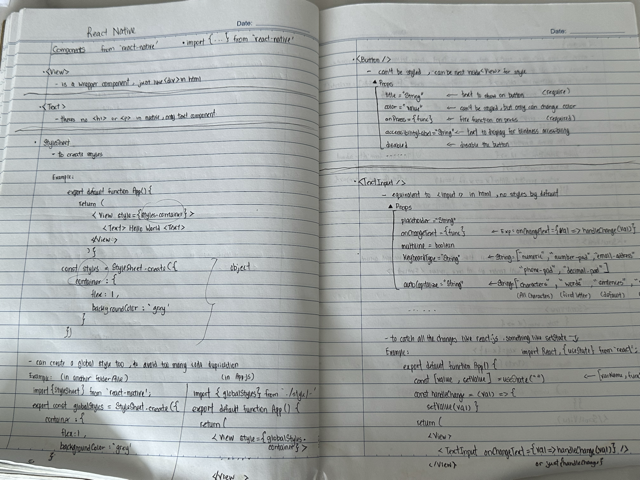 Date:
React Native
Components from 'react-native' • import {...} from 'react-native'
• <View>
- is a wrapper component, just like <div> in html
• <Text>
- theres no <h1> or <p> in native, only text component
• StyleSheet
- to create styles
Example:
export default function App() {
return (
<View style={styles.container}>
<Text> Hello World <Text>
</View>
) }
const styles = StyleSheet.create({
container : {
flex : 1,
backgroundColor : "grey"
}
})
object
- can create a global style too, to avoid too many
Example: (in another folder/file)
import {StyleSheet} from 'react-native';
export const globalStyles = StyleSheet.create({
container : {
flex : 1,
backgroundColor : "grey"
}
(in App.js)
import { globalStyles } from
export default function App() {
return (
<View style={globalStyles.
container}>
......
</View>
Date:
• <Button />
- can't be styled, can be nest inside <View> for style
▲ Props
title = "String" ← text to show on button (required)
color = "value" ← can't be styled, but only can change color
onPress = {func} ← fire function on press (required)
accessibilityLabel = "String" ← text to display for blindness accessibility
disabled ← disable the button
......
• <TextInput />
- equivalent to <input> in html, no styles by default
▲ Props
placeholder = "String"
onChangeText = {func} ← Exp: onChangeText={(val) => handleChange(val)}
multiline = boolean
keyboardType = "String" ← String: ["numeric", "number-pad", "email-address"
"phone-pad", "decimal-pad"]
autoCapitalize = "String" ← String: ["characters", "words", "sentences",
(All characters) (First letter) (default)
......
- to catch all the changes, like react.js, something like setState
Example: import React, {useState} from 'react';
export default function App() {
const [value, setValue] = useState("")
const handleChange = (val) => {
setValue(val)
}
return (
<View>
<TextInput onChangeText={(val) => handleChange(val)} />
</View> or just {handleChange}